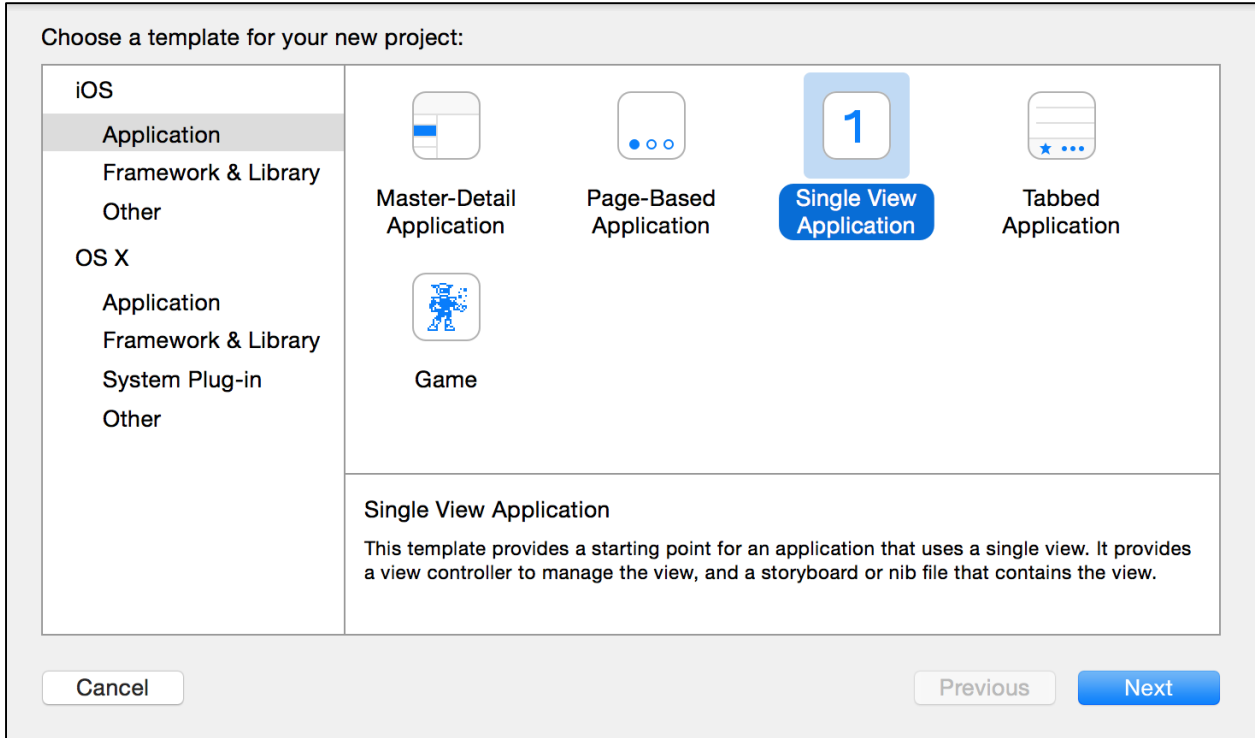 Choose a template for your new project:
iOS
Application
Framework & Library
Other
OS X
Application
Framework & Library
System Plug-in
Other
Master-Detail
Application
Page-Based
Application
1
Single View
Application
Tabbed
Application
Game
Single View Application
This template provides a starting point for an application that uses a single view. It provides
a view controller to manage the view, and a storyboard or nib file that contains the view.
Cancel
Previous
Next